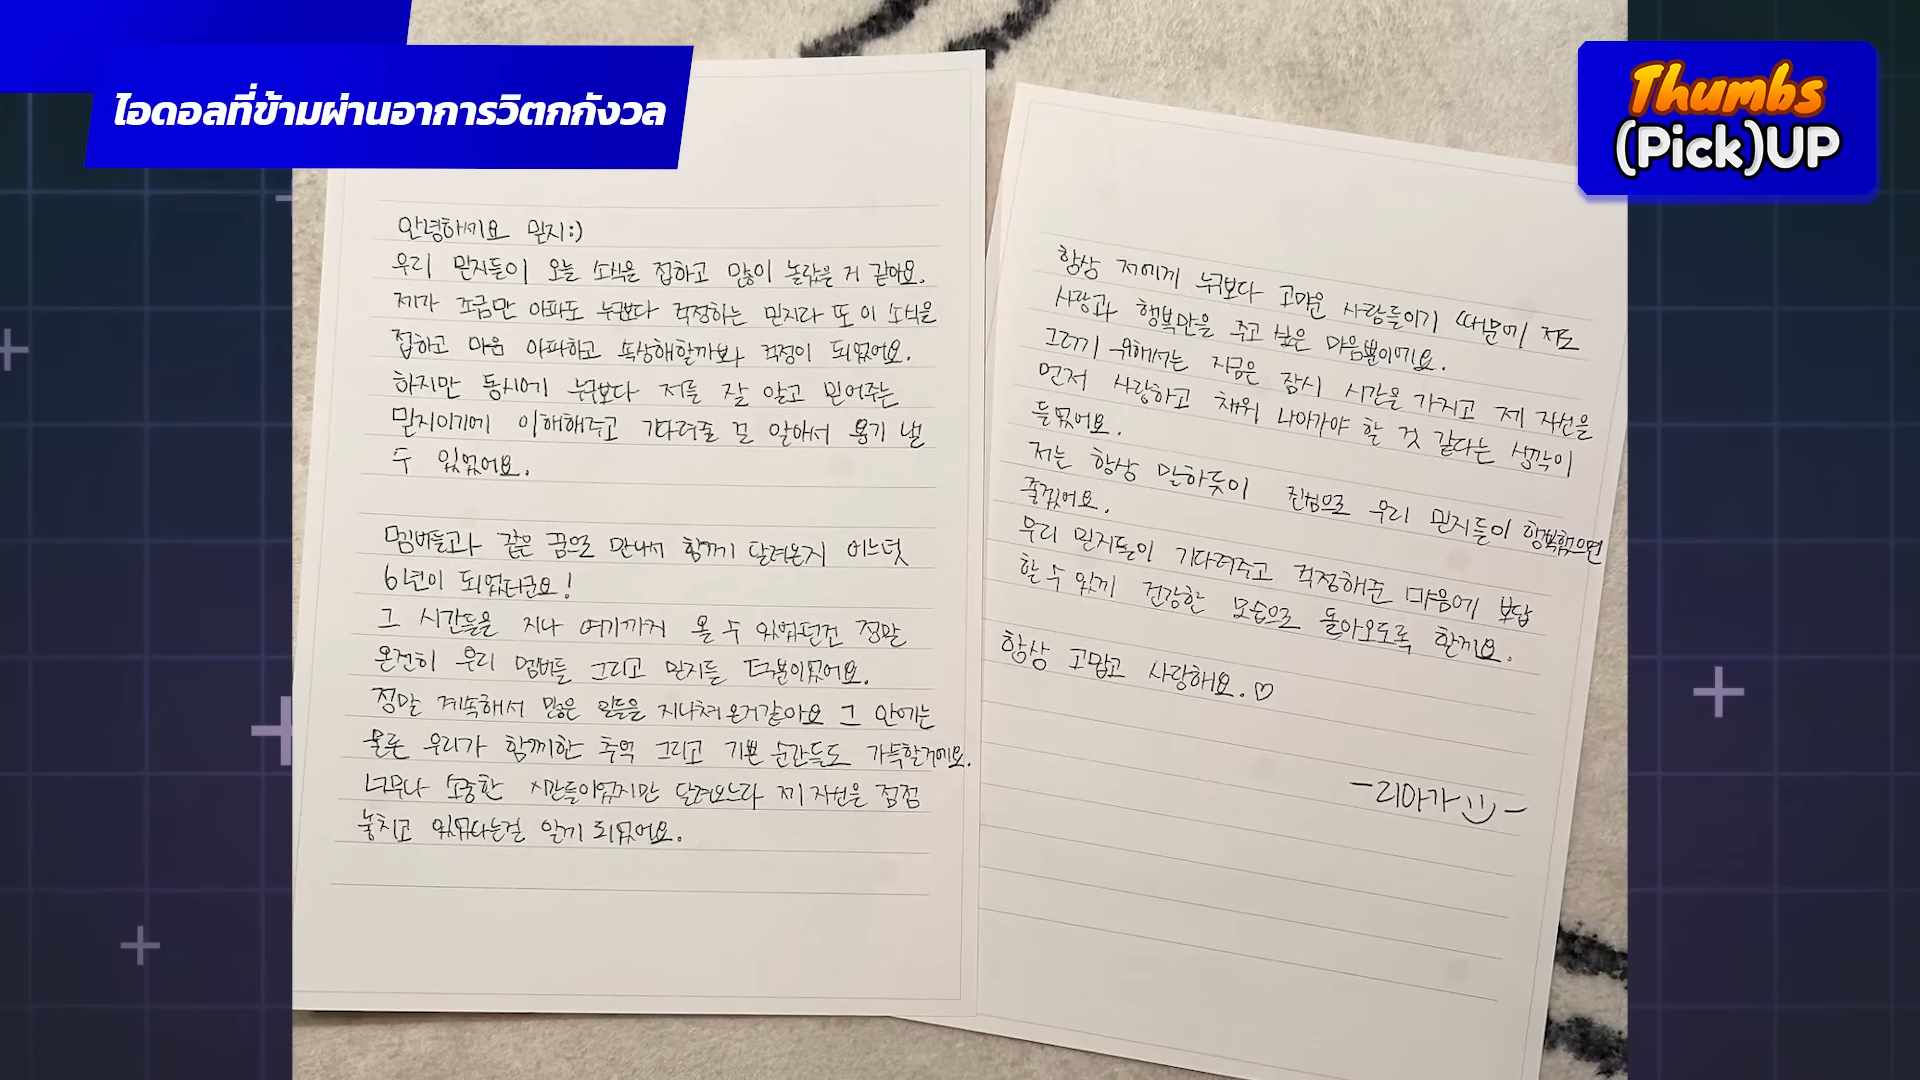 ไอดอลที่ข้ามผ่านอาการวิตกกังวล
Thumbs
(Pick)UP
안녕하세요 믿지:)
우리 믿지들이 오늘 소식을 접하고 많이 놀랐을 거 같아요.
제가 조금만 아파도 누구보다 걱정하는 믿지라 또 이 소식을
접하고 마음 아파하고 속상해할까봐 걱정이 되었어요.
하지만 동시에 누구보다 저를 잘 알고 믿어주는
믿지이기에 이해해주고 기다려줄 걸 알아서 용기 낼
수 있었어요.
멤버들과 같은 꿈으로 만나서 함께 달려온지 어느덧
6년이 되었더군요!
그 시간들을 지나 여기까지 올 수 있었던건 정말
온전히 우리 멤버들 그리고 믿지들 덕분이었어요.
정말 계속해서 많은 일들을 지나쳐온거같아요 그 안에는
물론 우리가 함께한 추억 그리고 기쁜 순간들도 가득할거에요.
너무나 소중한 시간들이었지만 달려오느라 제 자신을 점점
놓치고 있었다는걸 알게 되었어요.
항상 저에게 누구보다 고마운 사람들이기 때문에 저도
사랑과 행복만을 주고 싶은 마음뿐이에요.
그러기 위해서는 지금은 잠시 시간을 가지고 제 자신을
먼저 사랑하고 채워 나아가야 할 것 같다는 생각이
들었어요.
저는 항상 말하듯이 진심으로 우리 믿지들이 행복했으면
좋겠어요.
우리 믿지들이 기다려주고 걱정해준 마음에 보답
할 수 있게 건강한 모습으로 돌아오도록 할게요.
항상 고맙고 사랑해요.♡
-리아가-